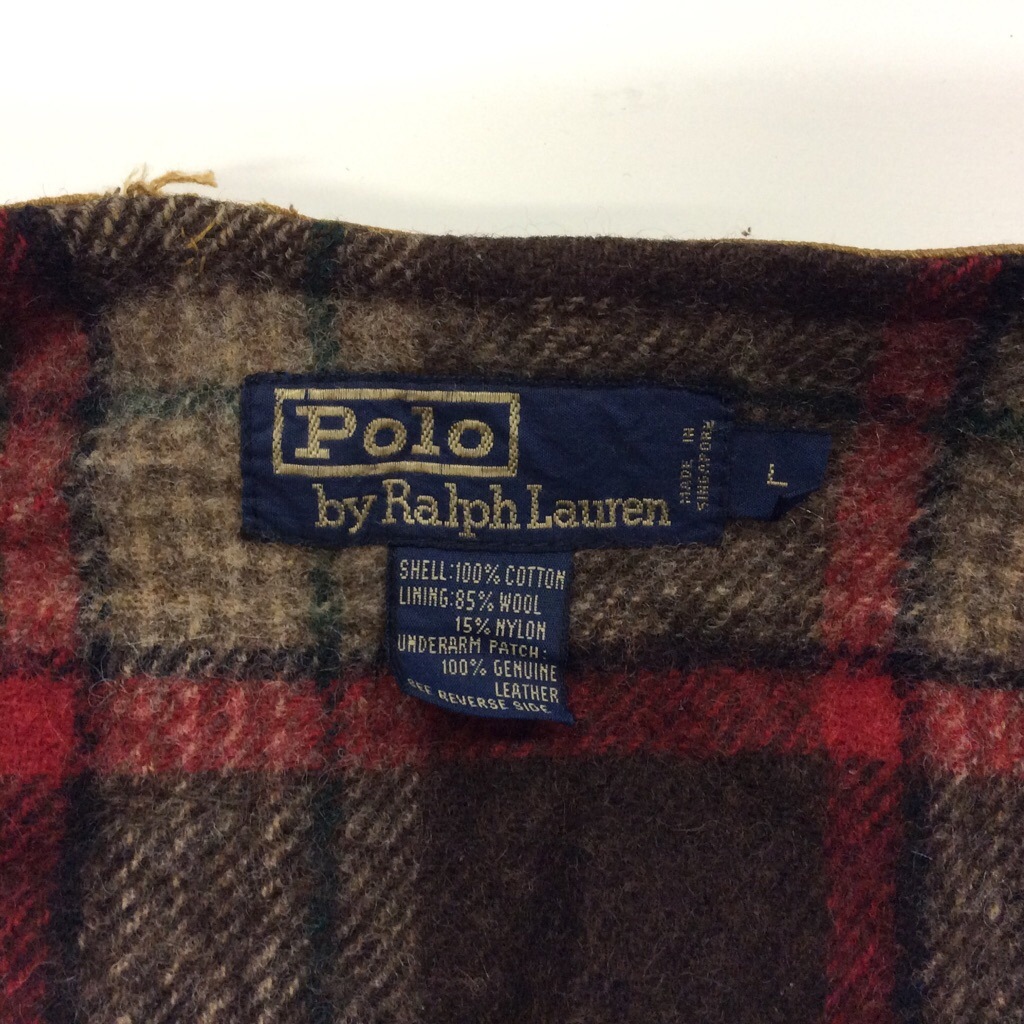 Polo
by Ralph Lauren
MADE IN
SINGAPORE
L
SHELL:100% COTTON
LINING:85% WOOL
15% NYLON
UNDERARM PATCH:
100% GENUINE
LEATHER
SEE REVERSE SIDE